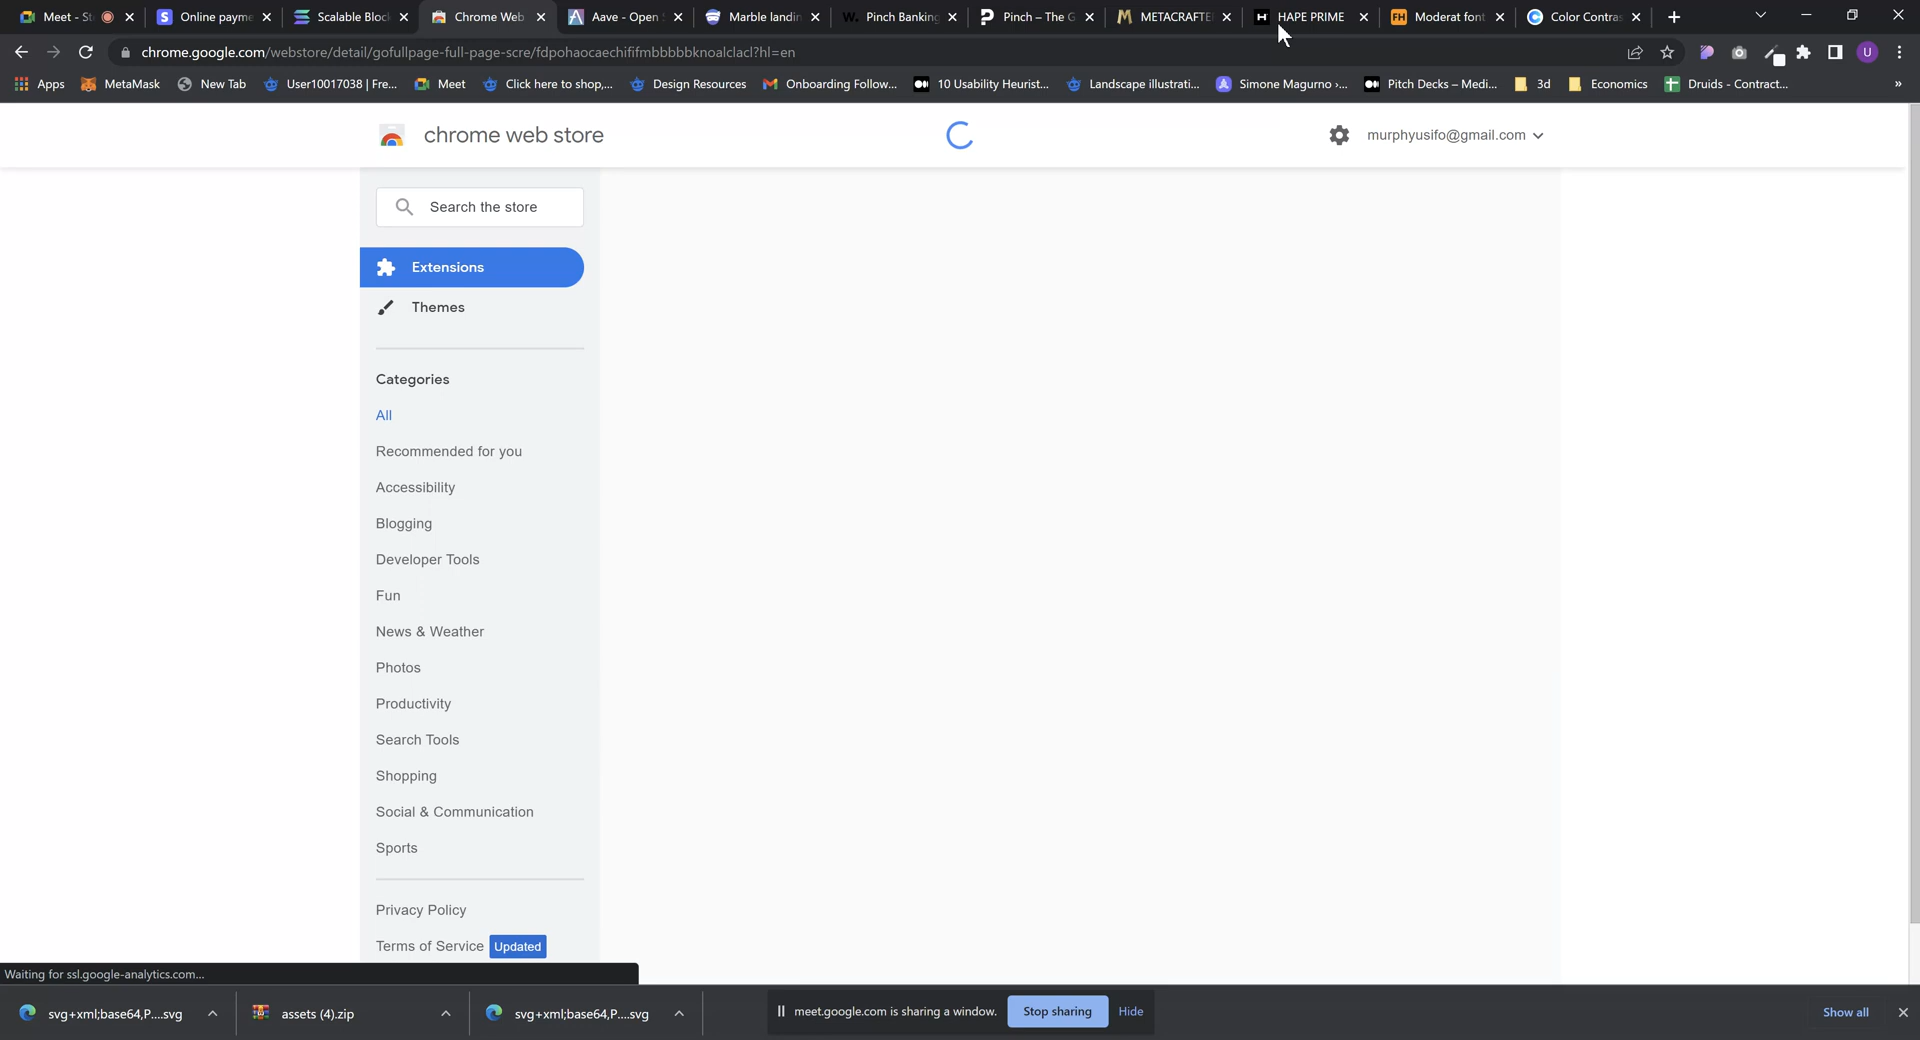 Meet - St
Online payme
Scalable Bloc
Chrome Web
Aave - Open
Marble landin
Pinch Banking
Pinch – The G
METACRAFTE
HAPE PRIME
Moderat font
Color Contras
chrome.google.com/webstore/detail/gofullpage-full-page-scre/fdpohaocaechififmbbbbbknoalclacl?hl=en
U
Apps
MetaMask
New Tab
User10017038 | Fre...
Meet
Click here to shop,...
Design Resources
Onboarding Follow...
10 Usability Heurist...
Landscape illustrati...
Simone Magurno ›...
Pitch Decks – Medi...
3d
Economics
Druids - Contract...
»
chrome web store
murphyusifo@gmail.com
Search the store
Extensions
Themes
Categories
All
Recommended for you
Accessibility
Blogging
Developer Tools
Fun
News & Weather
Photos
Productivity
Search Tools
Shopping
Social & Communication
Sports
Privacy Policy
Terms of Service Updated
Waiting for ssl.google-analytics.com...
svg+xml;base64,P....svg
assets (4).zip
svg+xml;base64,P....svg
meet.google.com is sharing a window.
Stop sharing
Hide
Show all